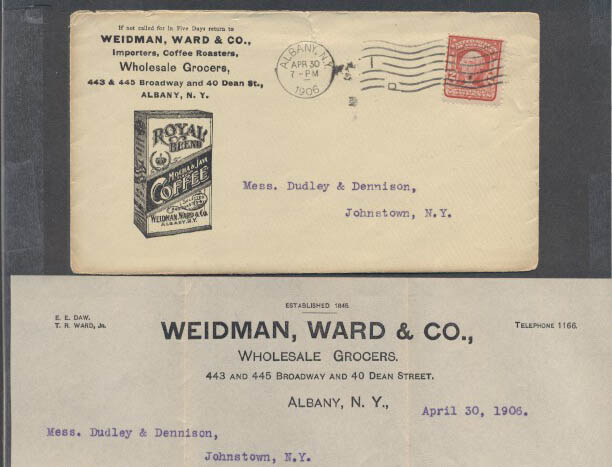 If not called for in Five Days return to
WEIDMAN, WARD & CO.,
Importers, Coffee Roasters,
Wholesale Grocers,
443 & 445 Broadway and 40 Dean St.,
ALBANY, N. Y.
ALBANY, N.Y.
APR 30
7-PM
1906
ROYAL
BLEND
MOCHA & JAVA
COFFEE
WEIDMAN, WARD & CO.
ALBANY, N.Y.
Mess. Dudley & Dennison,
Johnstown, N.Y.
ESTABLISHED 1846.
E. E. DAW.
T. R. WARD, Jr.
TELEPHONE 1166.
WEIDMAN, WARD & CO.,
WHOLESALE GROCERS.
443 AND 445 BROADWAY AND 40 DEAN STREET.
ALBANY, N. Y., April 30, 1906.
Mess. Dudley & Dennison,
Johnstown, N.Y.